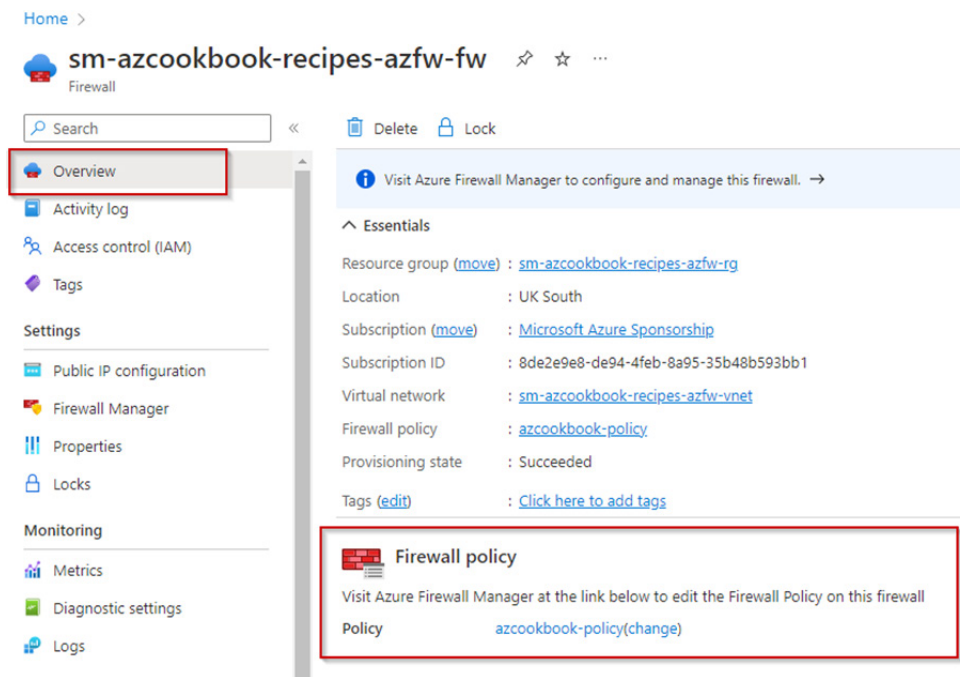 Home >
sm-azcookbook-recipes-azfw-fw
Firewall
Search
Overview
Activity log
Access control (IAM)
Tags
Settings
Public IP configuration
Firewall Manager
Properties
Locks
Monitoring
Metrics
Diagnostic settings
Logs
Delete Lock
Visit Azure Firewall Manager to configure and manage this firewall. →
Essentials
Resource group (move) : sm-azcookbook-recipes-azfw-rg
Location : UK South
Subscription (move) : Microsoft Azure Sponsorship
Subscription ID : 8de2e9e8-de94-4feb-8a95-35b48b593bb1
Virtual network : sm-azcookbook-recipes-azfw-vnet
Firewall policy : azcookbook-policy
Provisioning state : Succeeded
Tags (edit) : Click here to add tags
Firewall policy
Visit Azure Firewall Manager at the link below to edit the Firewall Policy on this firewall
Policy azcookbook-policy(change)